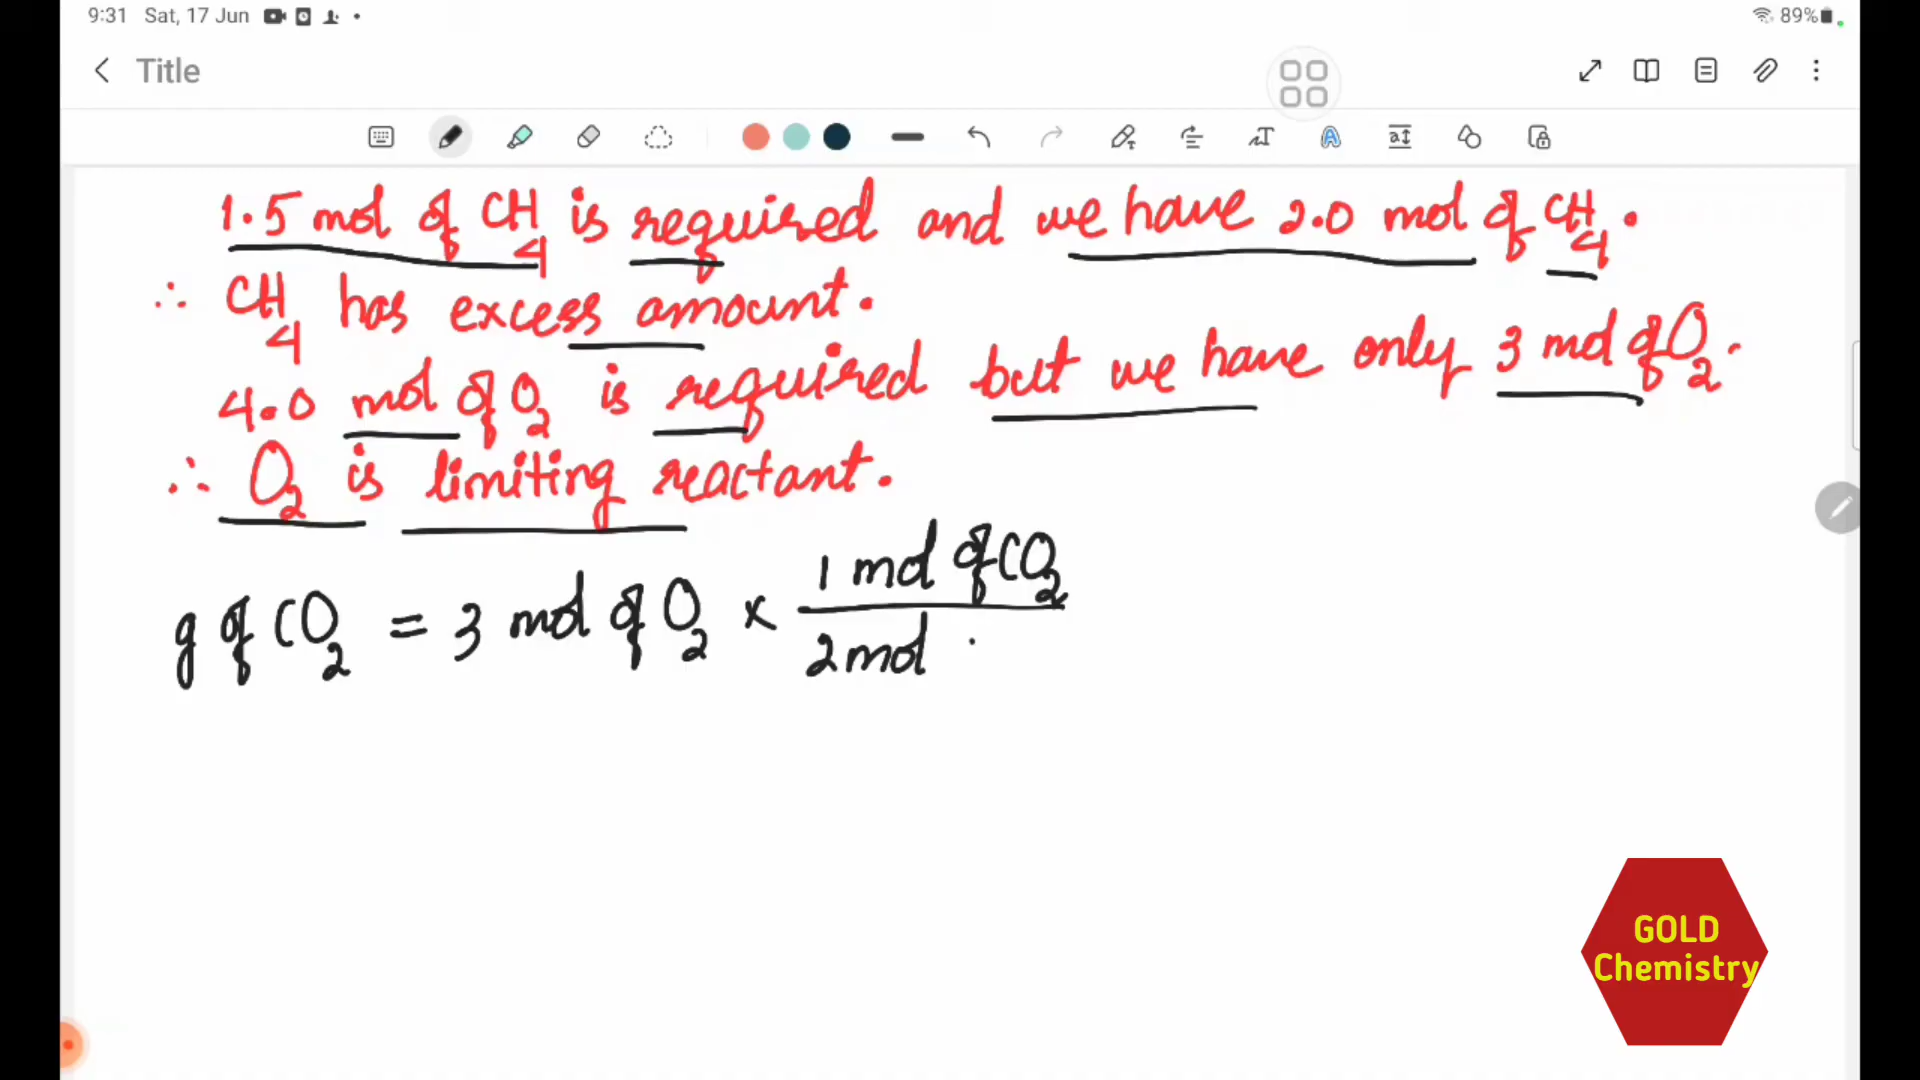 9:31 Sat, 17 Jun
89%
Title
1.5 mol of CH4 is required and we have 2.0 mol of CH4.
∴ CH4 has excess amount.
4.0 mol of O2 is required but we have only 3 mol of O2.
∴ O2 is limiting reactant.
g of CO2 = 3 mol of O2 × 1 mol of CO2
2 mol
GOLD
Chemistry